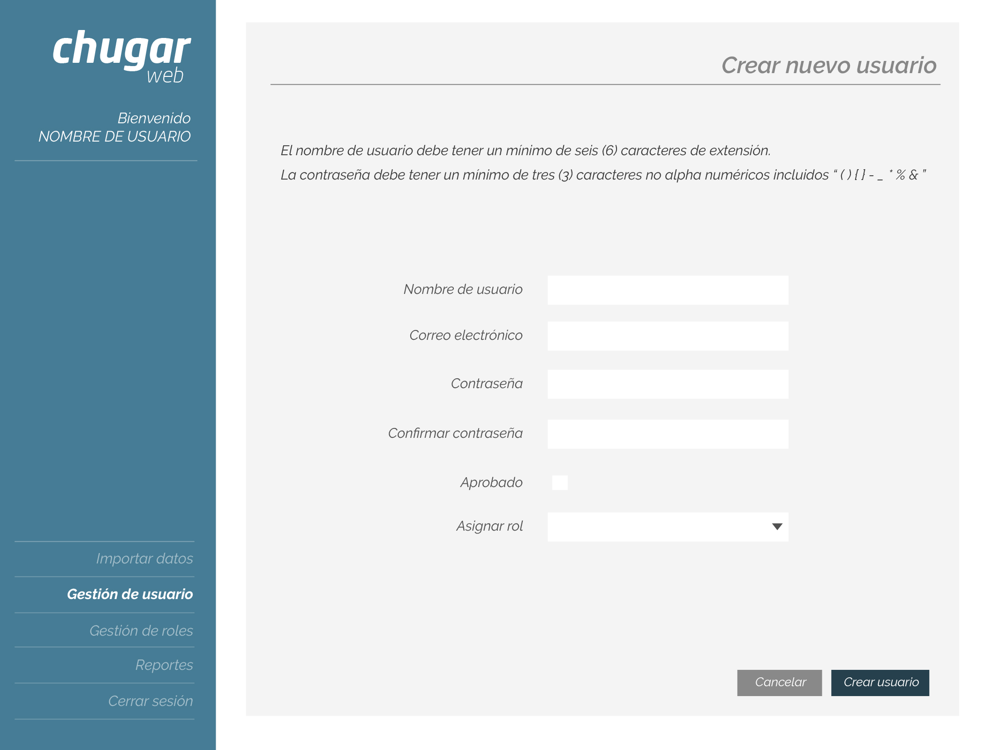 chugar
web
Bienvenido
NOMBRE DE USUARIO
Importar datos
Gestión de usuario
Gestión de roles
Reportes
Cerrar sesión
Crear nuevo usuario
El nombre de usuario debe tener un mínimo de seis (6) caracteres de extensión.
La contraseña debe tener un mínimo de tres (3) caracteres no alpha numéricos incluidos “ ( ) { } - _ * % & ”
Nombre de usuario
Correo electrónico
Contraseña
Confirmar contraseña
Aprobado
Asignar rol
Cancelar
Crear usuario